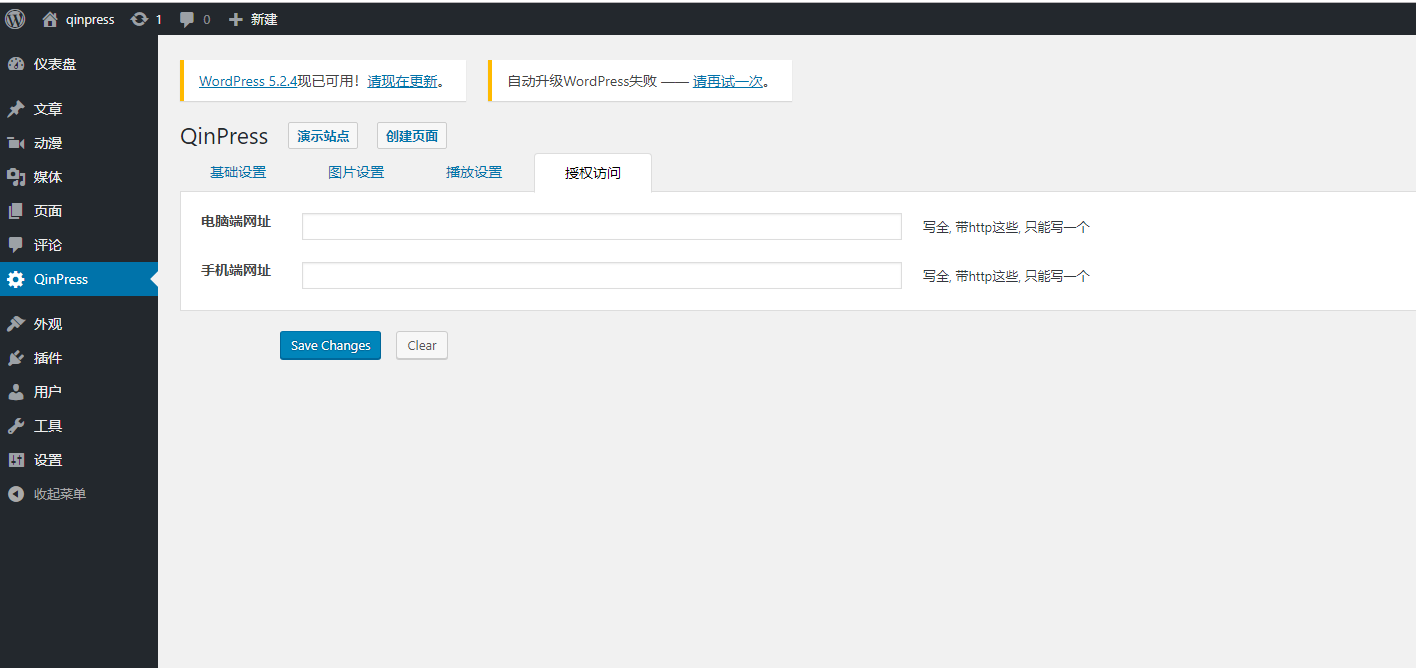 qinpress 1 0 新建
仪表盘
文章
动漫
媒体
页面
评论
QinPress
外观
插件
用户
工具
设置
收起菜单
WordPress 5.2.4现已可用！请现在更新。
自动升级WordPress失败 —— 请再试一次。
QinPress 演示站点 创建页面
基础设置 图片设置 播放设置 授权访问
电脑端网址 写全, 带http这些, 只能写一个
手机端网址 写全, 带http这些, 只能写一个
Save Changes Clear